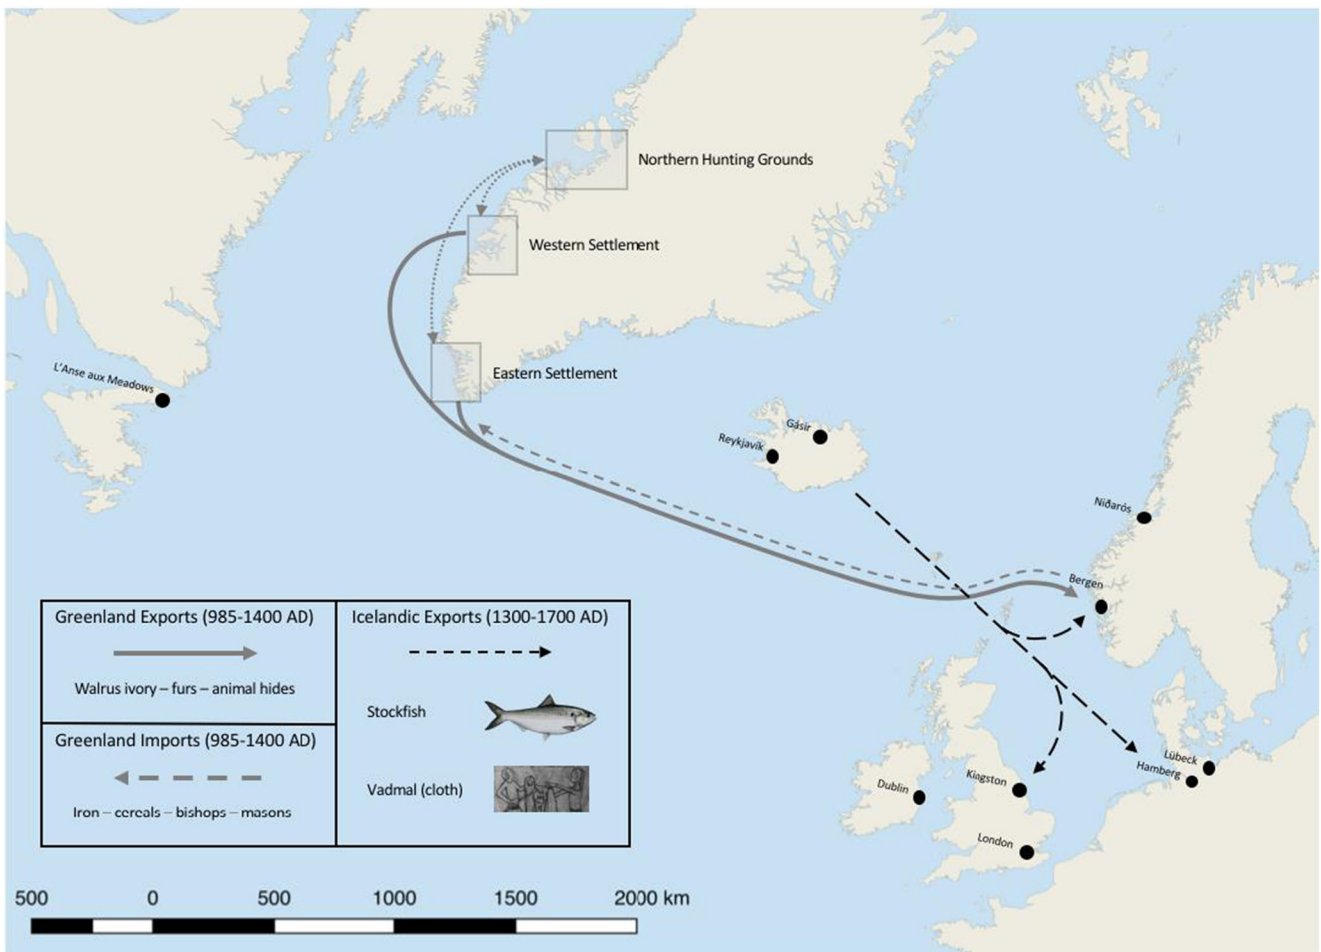 Northern Hunting Grounds
Western Settlement
Eastern Settlement
L'Anse aux Meadows
Gásir
Reykjavík
Niðarós
Bergen
Lübeck
Hamberg
Kiagston
Dublin
London
Greenland Exports (985-1400 AD)
Walrus ivory – furs – animal hides
Greenland Imports (985-1400 AD)
Iron – cereals – bishops – masons
Icelandic Exports (1300-1700 AD)
Stockfish
Vadmal (cloth)
500 0 500 1000 1500 2000 km